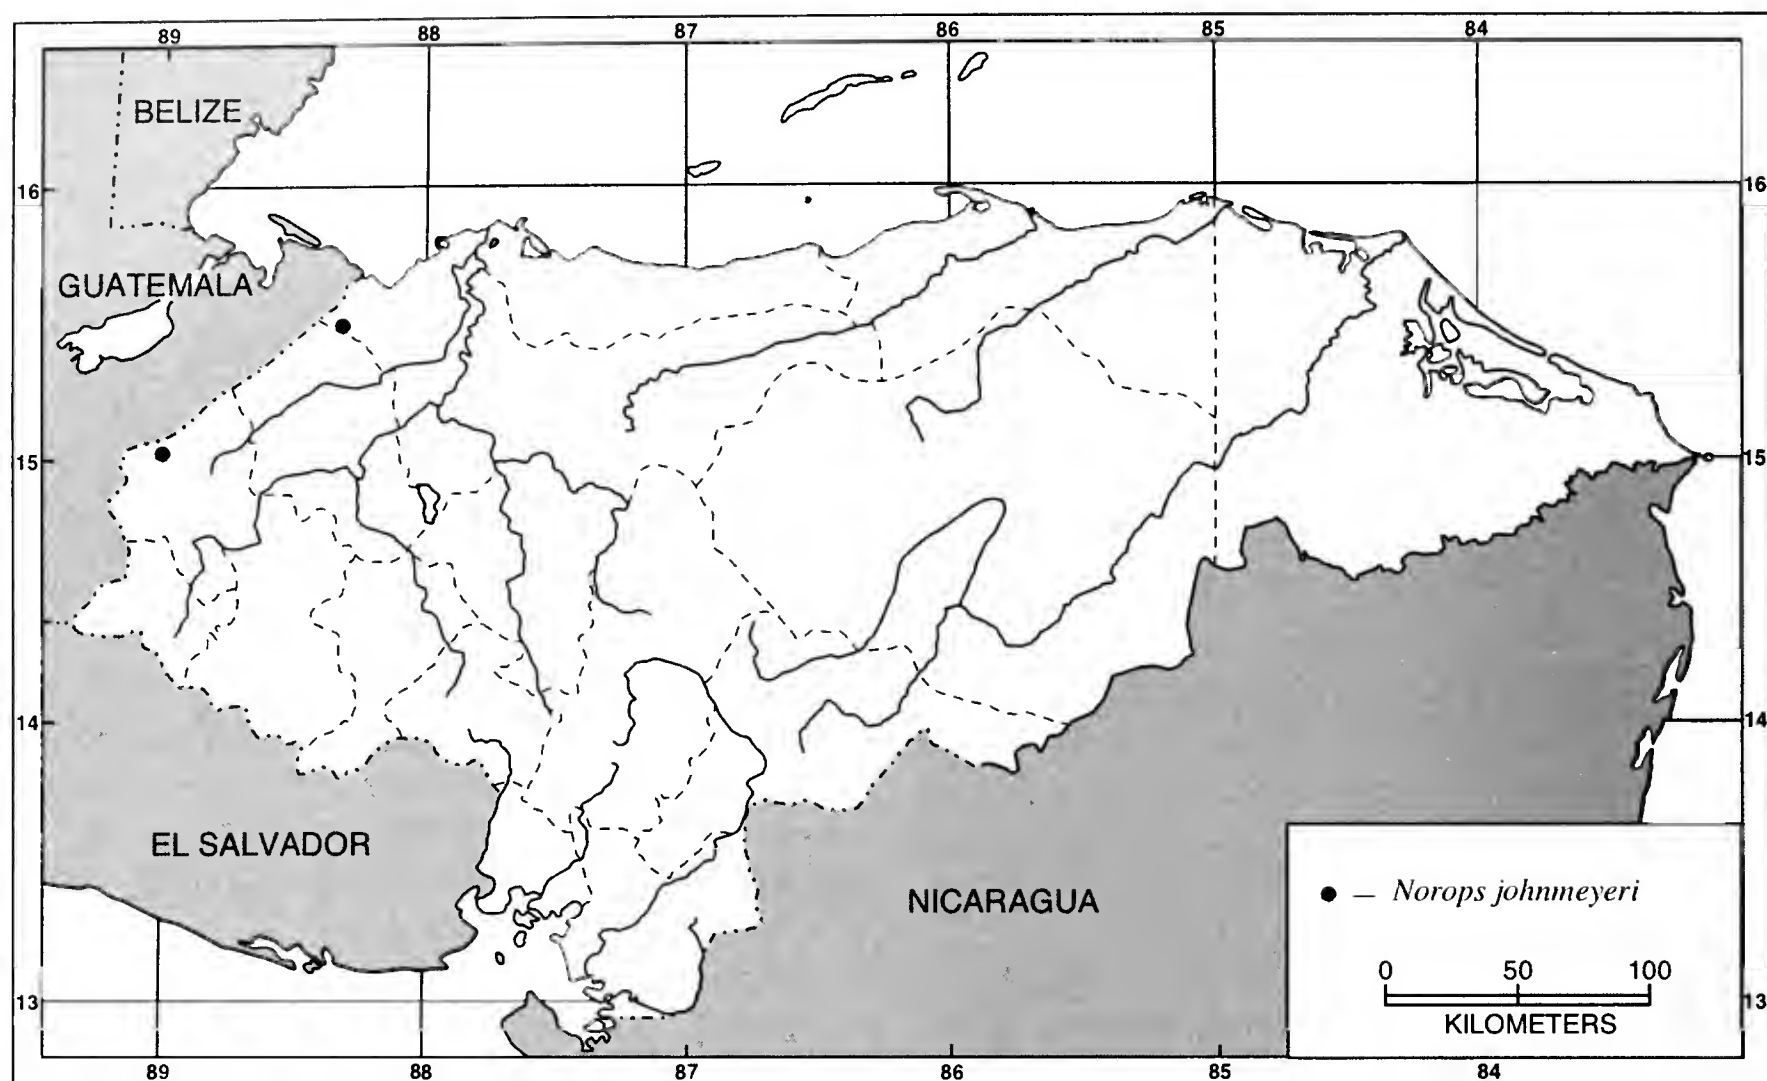 89 88 87 86 85 84
BELIZE
16 16
GUATEMALA
15 15
14 14
EL SALVADOR
NICARAGUA
● – Norops johnmeyeri
0 50 100
KILOMETERS
13 13
89 88 87 86 85 84